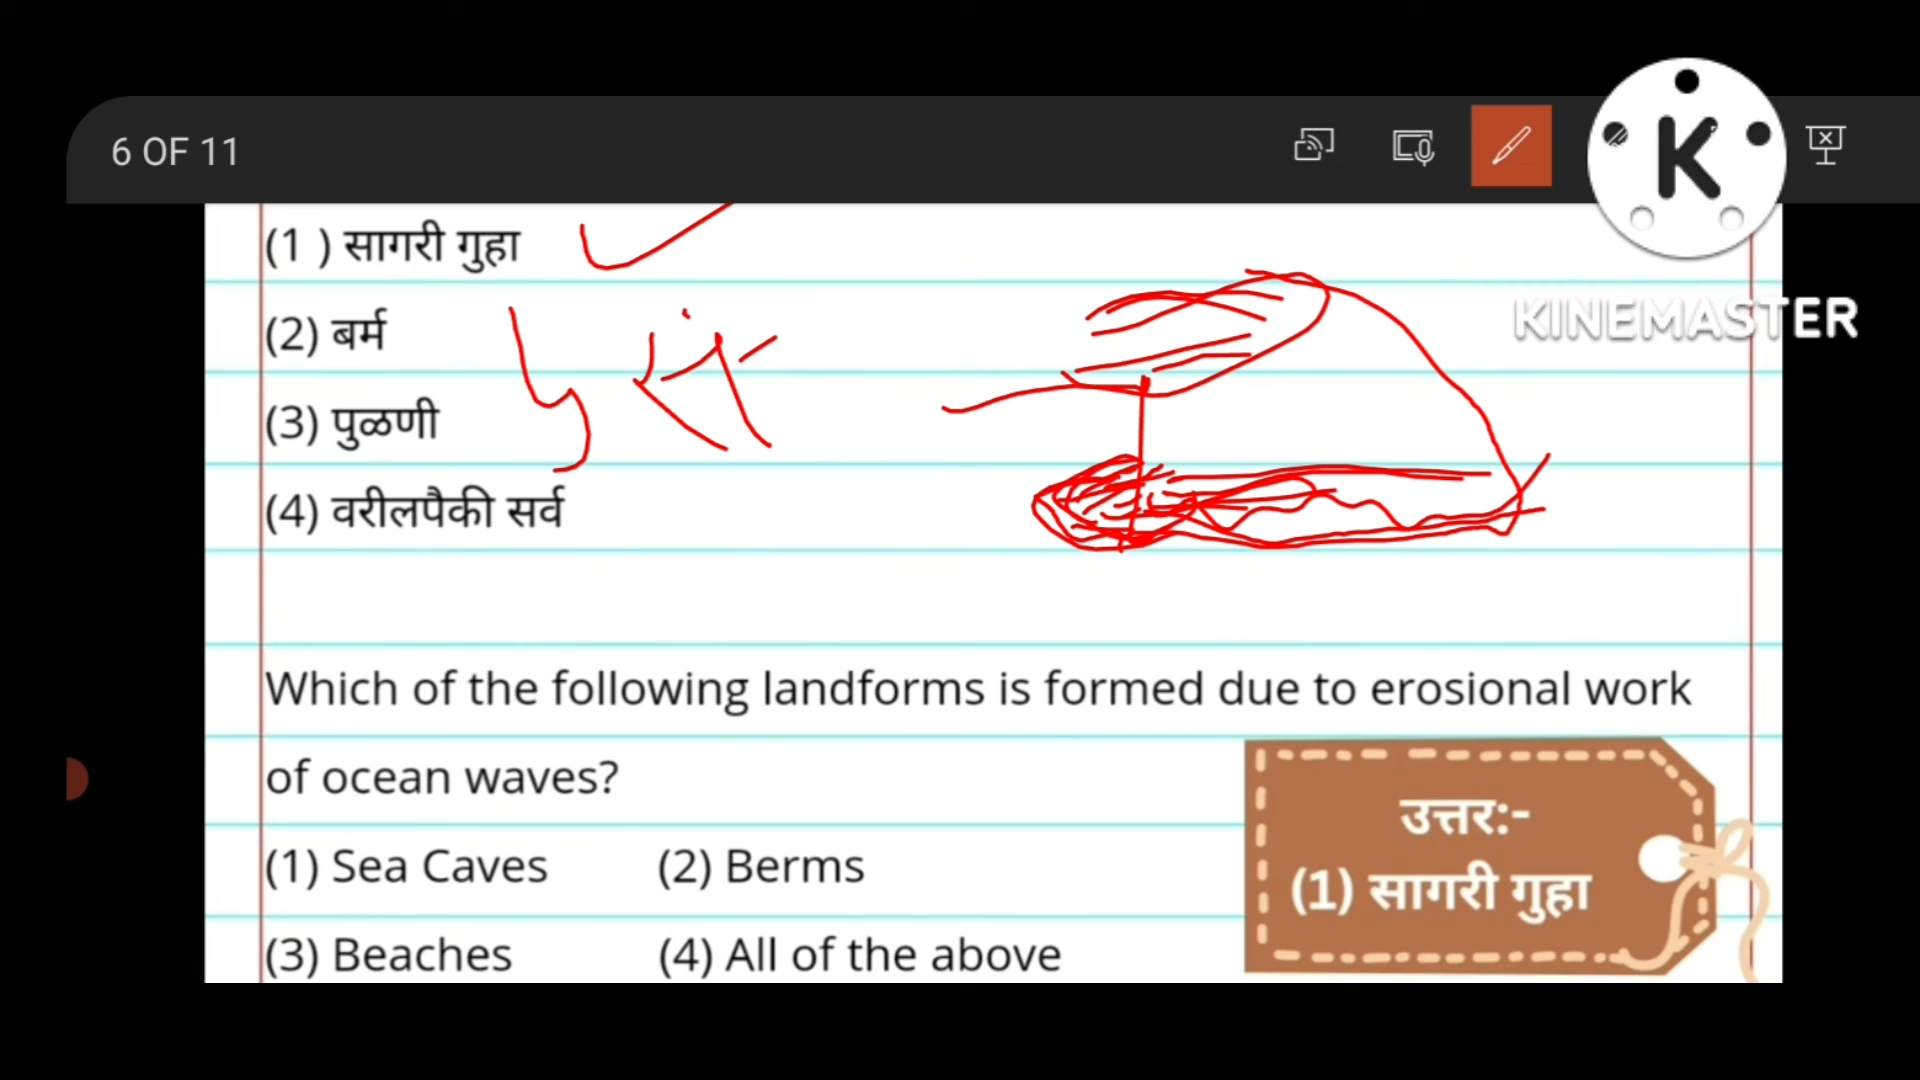 6 OF 11
K
KINEMASTER
(1 ) सागरी गुहा
(2) बर्म
(3) पुळणी
(4) वरीलपैकी सर्व
Which of the following landforms is formed due to erosional work
of ocean waves?
(1) Sea Caves (2) Berms
(3) Beaches (4) All of the above
उत्तर:-
(1) सागरी गुहा